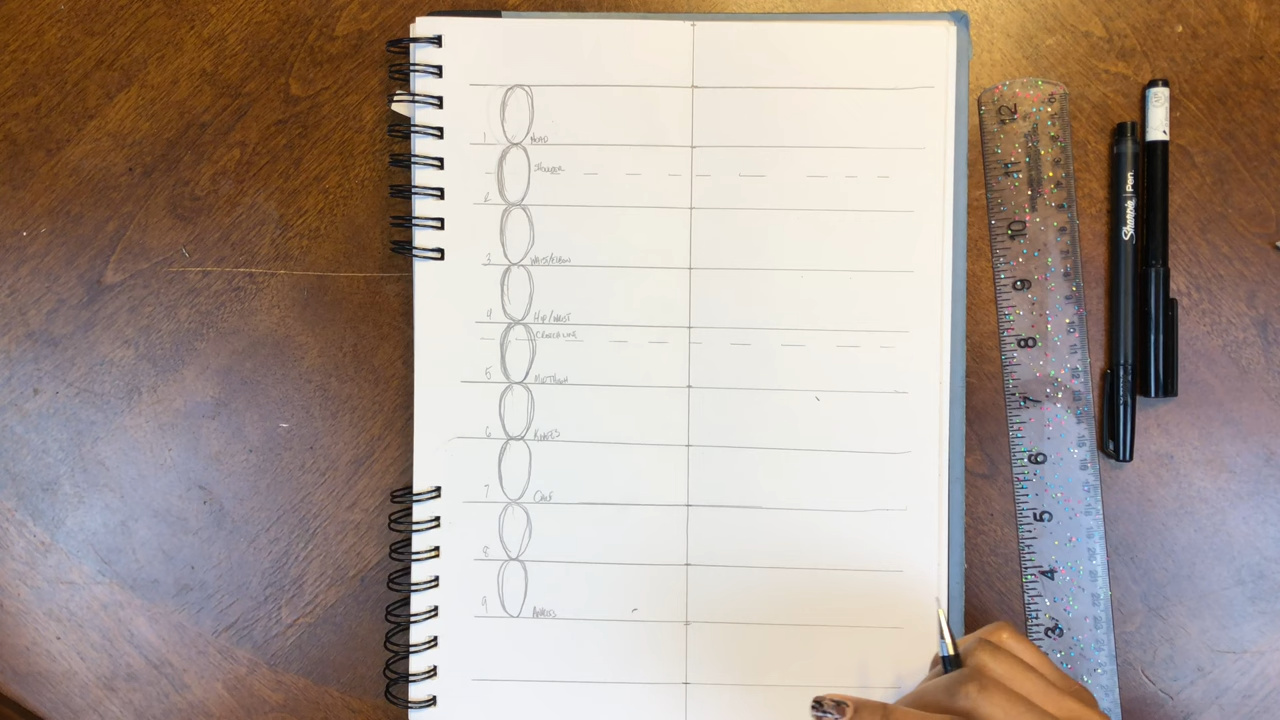 1 HEAD
SHOULDER
2
3 WAIST/ELBOW
4 HIP/WRIST
CROTCH LINE
5 MIDTHIGH
6 KNEES
7 CALF
8
9 ANKLES
12
11
10
9
8
7
6
5
4
3
Sharpie | Pen.